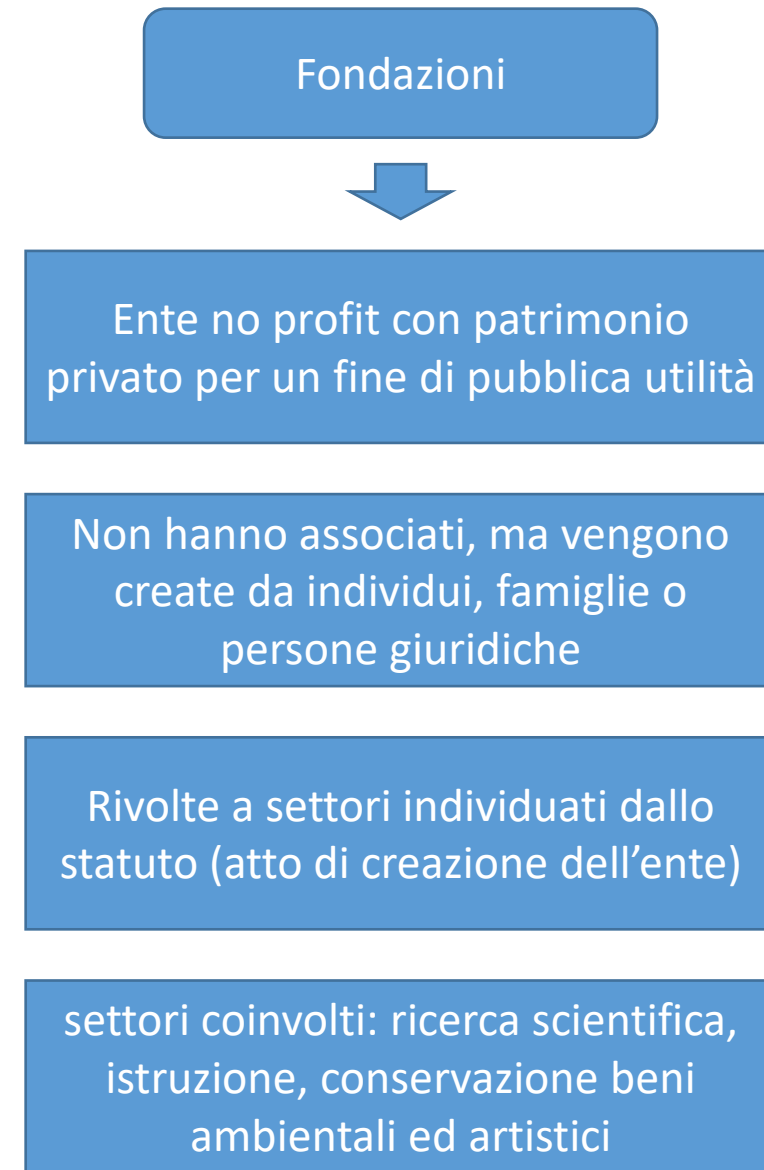 Fondazioni
Ente no profit con patrimonio
privato per un fine di pubblica utilità
Non hanno associati, ma vengono
create da individui, famiglie o
persone giuridiche
Rivolte a settori individuati dallo
statuto (atto di creazione dell’ente)
settori coinvolti: ricerca scientifica,
istruzione, conservazione beni
ambientali ed artistici